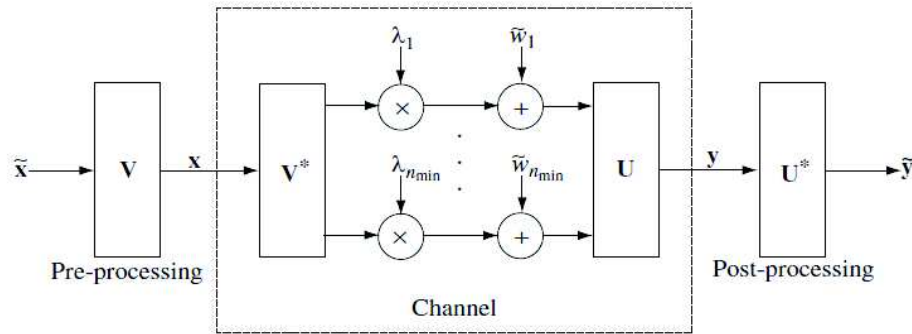 λ₁ w̃₁
x̃ V x V* × + U y U* ỹ
λₙₘᵢₙ w̃ₙₘᵢₙ
× +
Pre-processing Post-processing
Channel